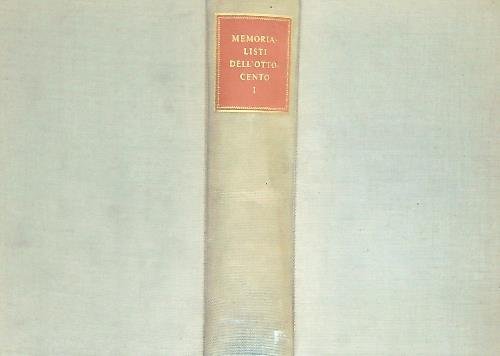 MEMORIA-
LISTI
DELL'OTTO-
CENTO
I